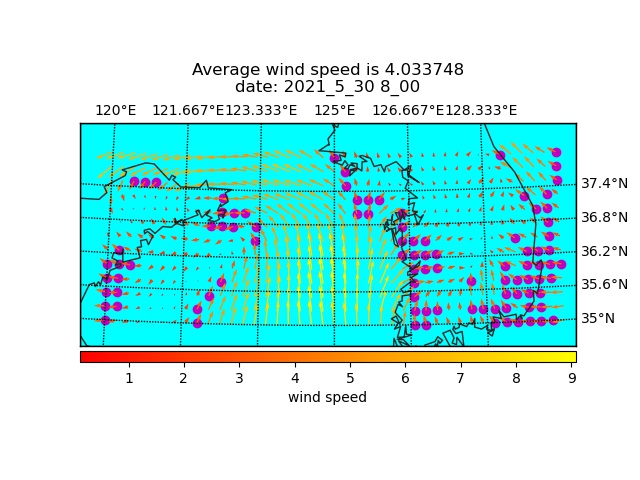 Average wind speed is 4.033748
date: 2021_5_30 8_00
120°E 121.667°E 123.333°E 125°E 126.667°E 128.333°E
37.4°N
36.8°N
36.2°N
35.6°N
35°N
1 2 3 4 5 6 7 8 9
wind speed